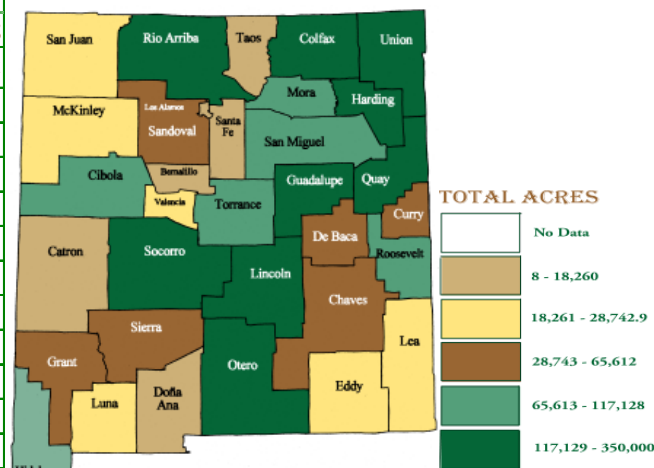 San Juan
Rio Arriba
Taos
Colfax
Union
McKinley
Los Alamos
Sandoval
Santa
Fe
Mora
Harding
San Miguel
Cibola
Bernalillo
Valencia
Torrance
Guadalupe
Quay
Curry
De Baca
Roosevelt
Catron
Socorro
Lincoln
Chaves
Sierra
Grant
Luna
Doña
Ana
Otero
Eddy
Lea
TOTAL ACRES
No Data
8 - 18,260
18,261 - 28,742.9
28,743 - 65,612
65,613 - 117,128
117,129 - 350,000